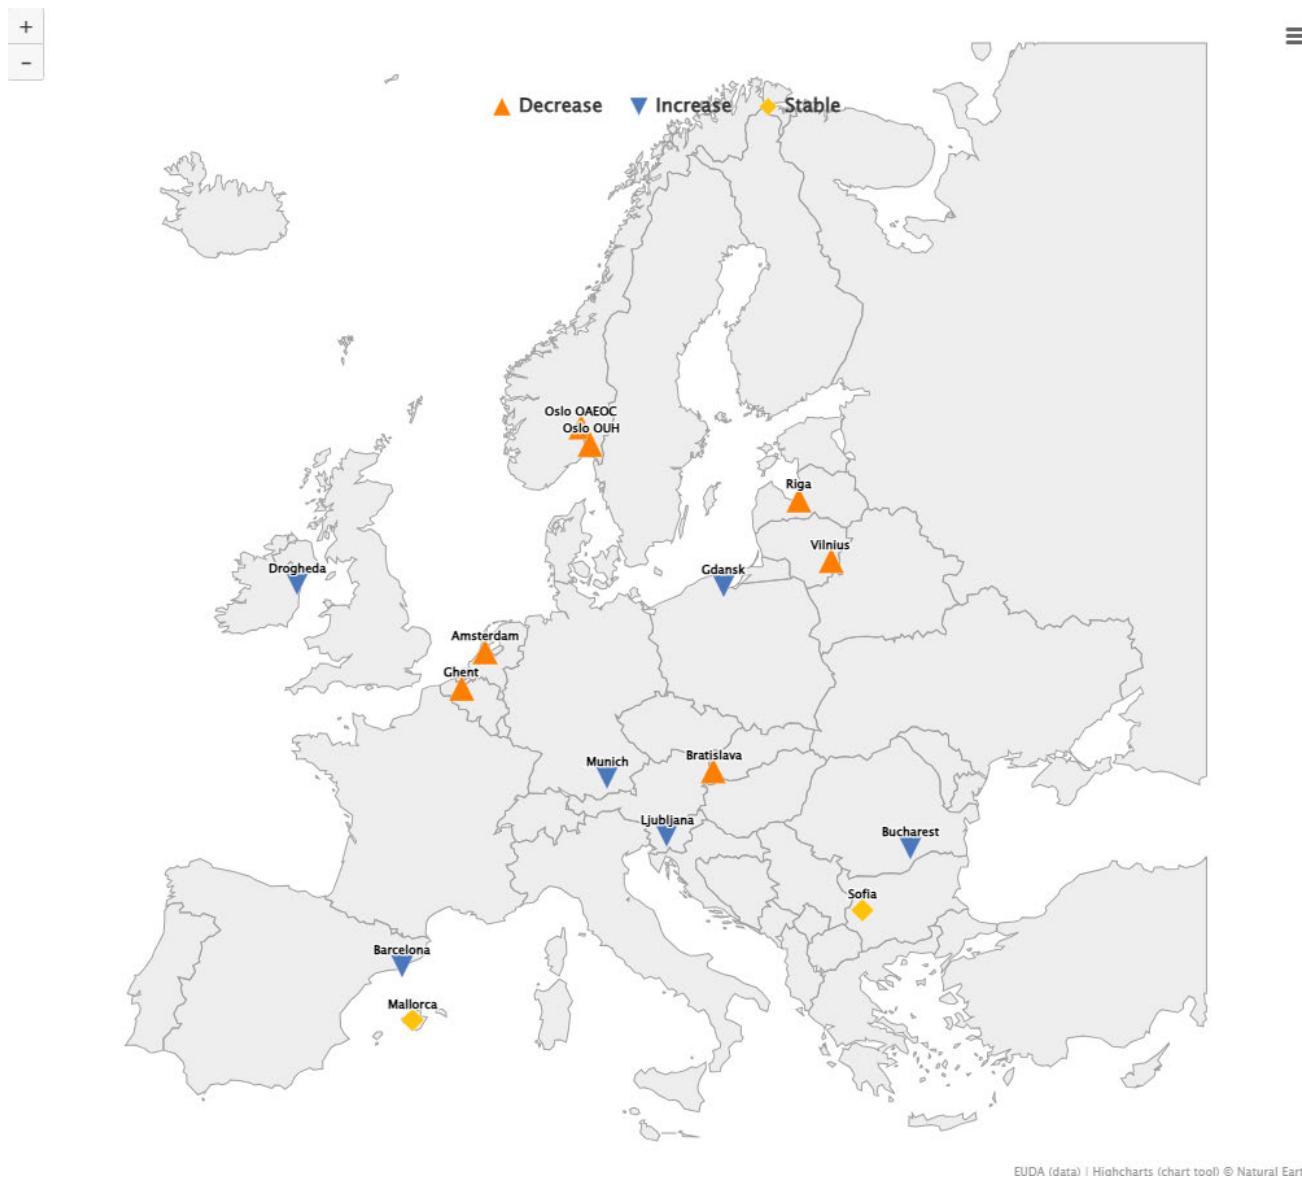 +
−
Decrease Increase Stable
Oslo OAEOC
Oslo OUH
Riga
Vilnius
Drogheda
Gdansk
Amsterdam
Ghent
Bratislava
Munich
Ljubljana
Bucharest
Sofia
Barcelona
Mallorca
EUDA (data) | Highcharts (chart tool) © Natural Eart